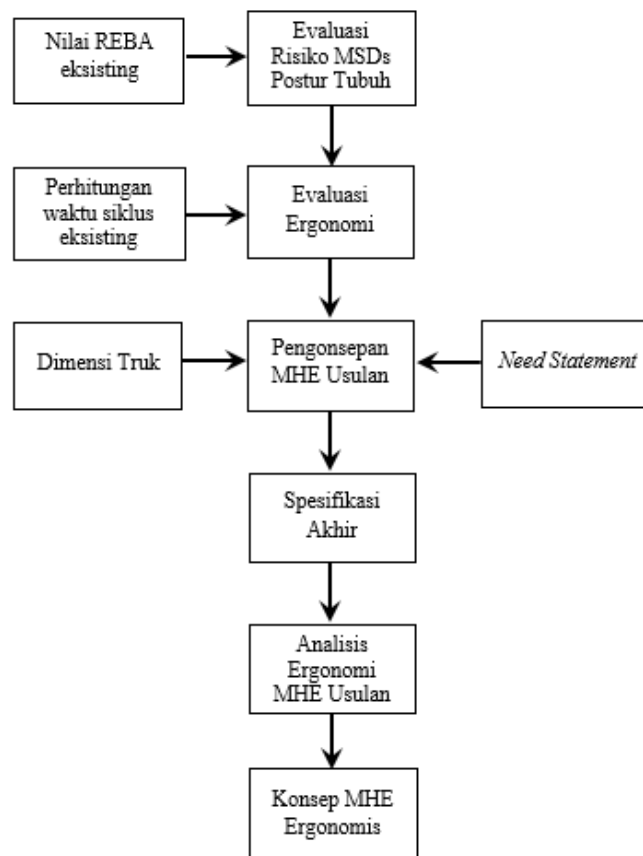 Nilai REBA
eksisting
Evaluasi
Risiko MSDs
Postur Tubuh
Perhitungan
waktu siklus
eksisting
Evaluasi
Ergonomi
Dimensi Truk
Pengonsepan
MHE Usulan
Need Statement
Spesifikasi
Akhir
Analisis
Ergonomi
MHE Usulan
Konsep MHE
Ergonomis